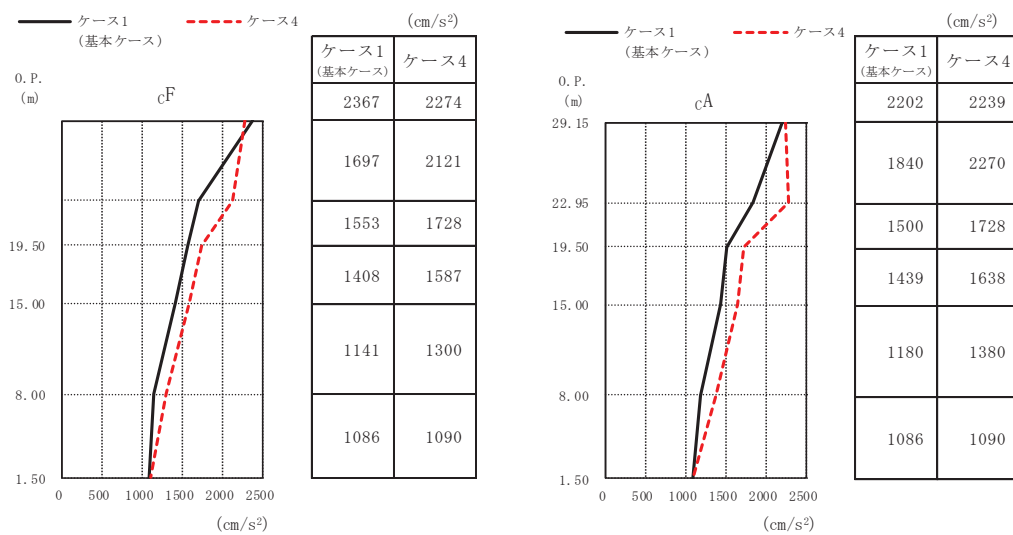 ケース1
(基本ケース)
ケース4
(cm/s²)
ケース1
(基本ケース)
ケース4
O.P.
(m)
cF
2367 2274
1697 2121
1553 1728
19.50
1408 1587
15.00
1141 1300
8.00
1086 1090
1.50
0 500 1000 1500 2000 2500
(cm/s²)
ケース1
(基本ケース)
ケース4
(cm/s²)
ケース1
(基本ケース)
ケース4
O.P.
(m)
cA
2202 2239
29.15
1840 2270
22.95
1500 1728
19.50
1439 1638
15.00
1180 1380
8.00
1086 1090
1.50
0 500 1000 1500 2000 2500
(cm/s²)